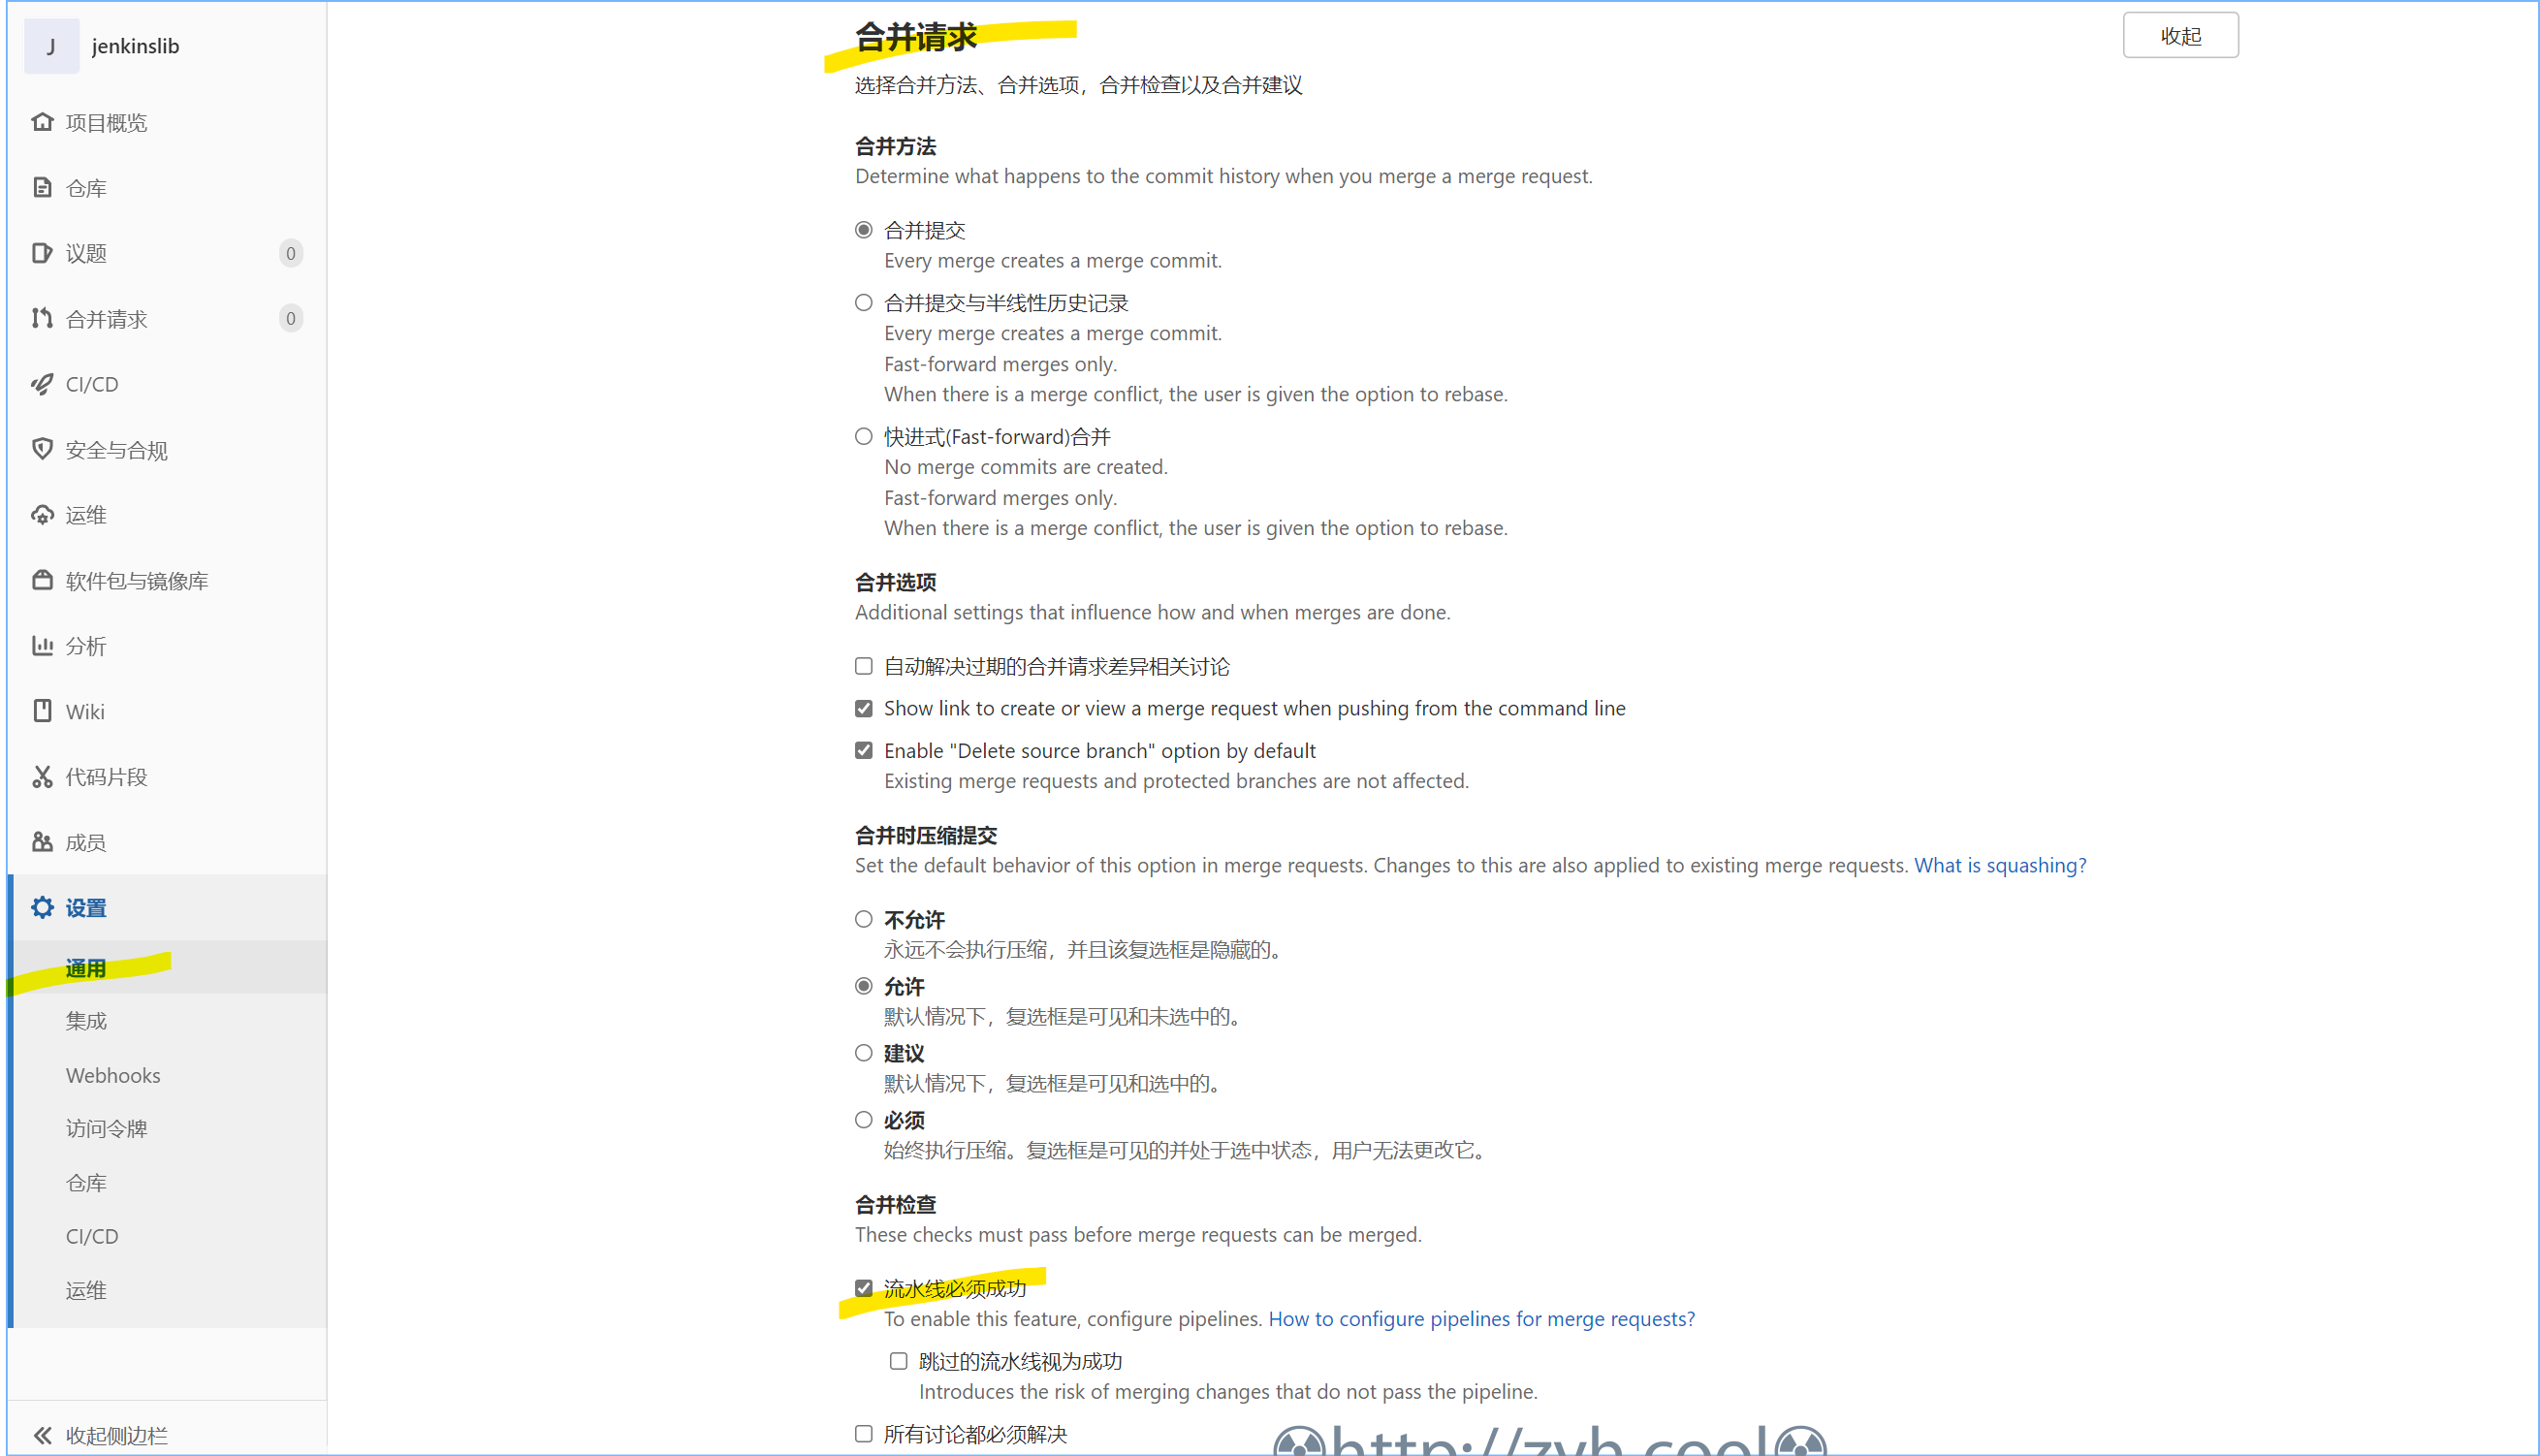 J
jenkinslib
项目概览
仓库
议题
0
合并请求
0
CI/CD
安全与合规
运维
软件包与镜像库
分析
Wiki
代码片段
成员
设置
通用
集成
Webhooks
访问令牌
仓库
CI/CD
运维
收起侧边栏
合并请求
收起
选择合并方法、合并选项，合并检查以及合并建议
合并方法
Determine what happens to the commit history when you merge a merge request.
合并提交
Every merge creates a merge commit.
合并提交与半线性历史记录
Every merge creates a merge commit.
Fast-forward merges only.
When there is a merge conflict, the user is given the option to rebase.
快进式(Fast-forward)合并
No merge commits are created.
Fast-forward merges only.
When there is a merge conflict, the user is given the option to rebase.
合并选项
Additional settings that influence how and when merges are done.
自动解决过期的合并请求差异相关讨论
Show link to create or view a merge request when pushing from the command line
Enable "Delete source branch" option by default
Existing merge requests and protected branches are not affected.
合并时压缩提交
Set the default behavior of this option in merge requests. Changes to this are also applied to existing merge requests. What is squashing?
不允许
永远不会执行压缩，并且该复选框是隐藏的。
允许
默认情况下，复选框是可见和未选中的。
建议
默认情况下，复选框是可见和选中的。
必须
始终执行压缩。复选框是可见的并处于选中状态，用户无法更改它。
合并检查
These checks must pass before merge requests can be merged.
流水线必须成功
To enable this feature, configure pipelines. How to configure pipelines for merge requests?
跳过的流水线视为成功
Introduces the risk of merging changes that do not pass the pipeline.
所有讨论都必须解决